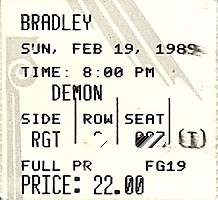 BRADLEY
SUN, FEB 19, 1989
TIME: 8:00 PM
DEMON
SIDE ROW SEAT
RGT (I)
FULL PR FG19
PRICE: 22.00